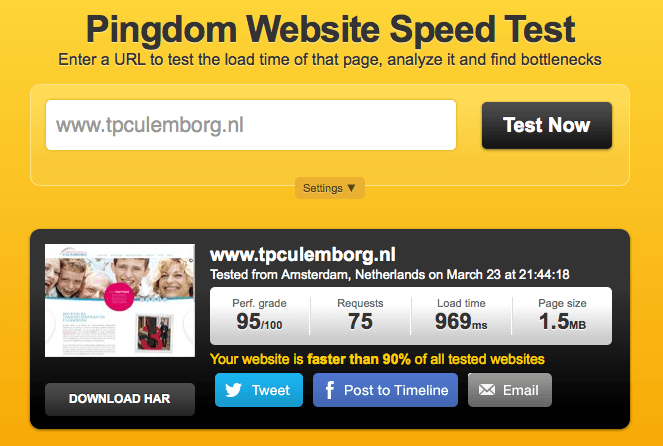 Pingdom Website Speed Test
Enter a URL to test the load time of that page, analyze it and find bottlenecks
www.tpculemborg.nl
Test Now
Settings ▼
www.tpculemborg.nl
Tested from Amsterdam, Netherlands on March 23 at 21:44:18
Perf. grade
95/100
Requests
75
Load time
969ms
Page size
1.5MB
Your website is faster than 90% of all tested websites
DOWNLOAD HAR
Tweet
Post to Timeline
Email